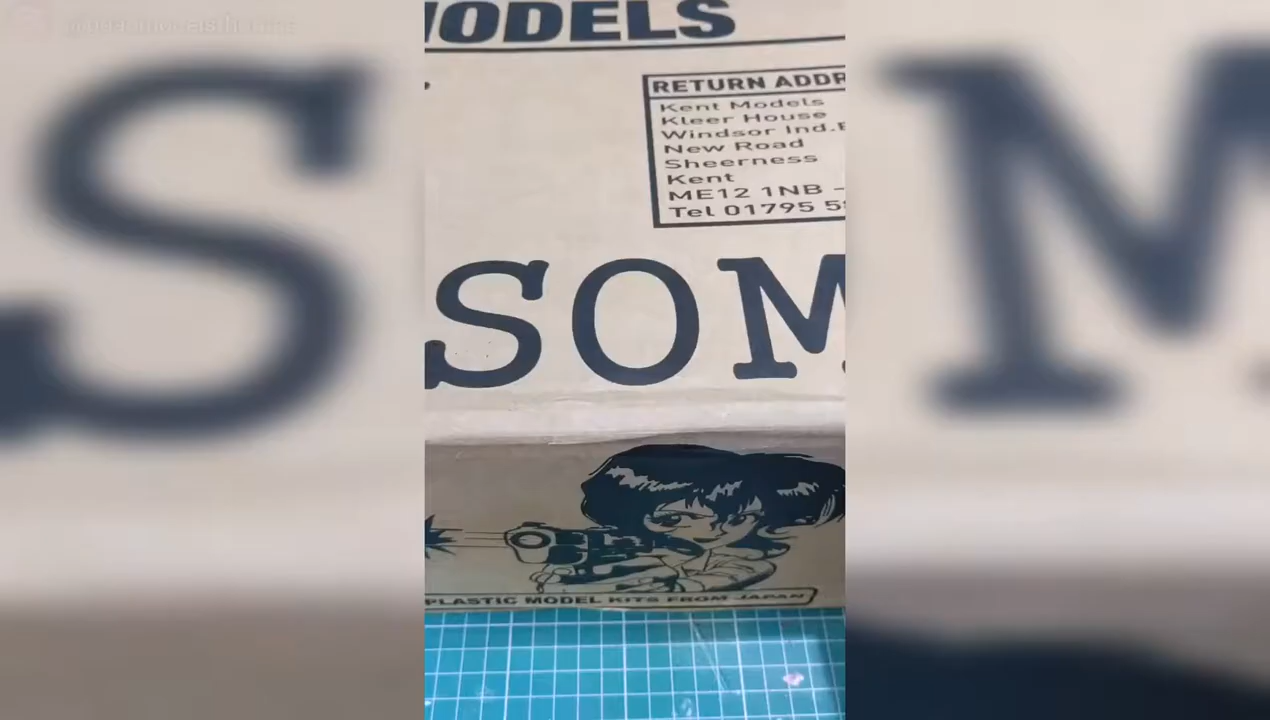 MODELS
RETURN ADDR
Kent Models
Kleer House
Windsor Ind.E
New Road
Sheerness
Kent
ME12 1NB -
Tel 01795 5
SOM
PLASTIC MODEL KITS FROM JAPAN